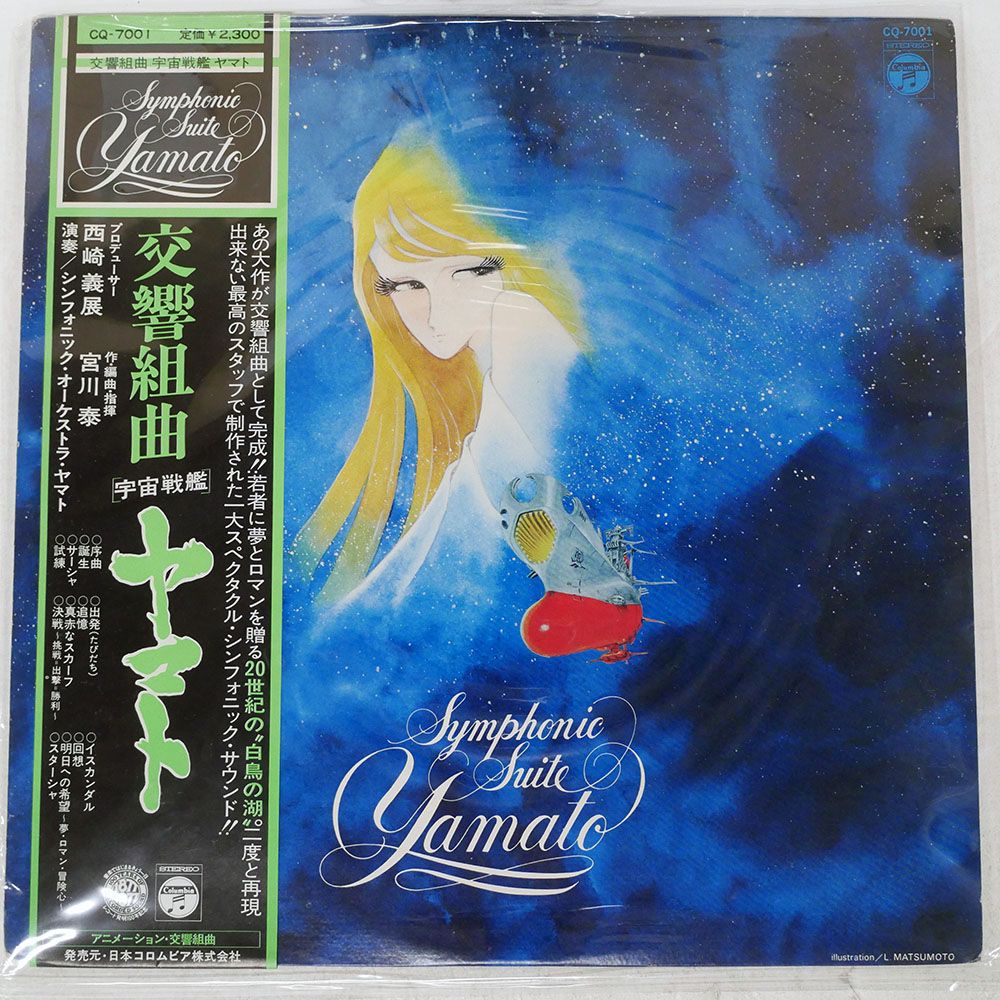 CQ-7001 定価¥2,300
交響組曲 宇宙戦艦 ヤマト
Symphonic
Suite
Yamato
あの大作が交響組曲として完成!!若者に夢とロマンを贈る20世紀の〝白鳥の湖〟。二度と再現
出来ない最高のスタッフで制作された一大スペクタクル・シンフォニック・サウンド!!
交響組曲
「宇宙戦艦」
ヤマト
プロデューサー
西崎義展
作・編曲・指揮
宮川泰
演奏/シンフォニック・オーケストラ・ヤマト
○序曲
○誕生
○サーシャ
○試練
○出発(たびだち)
○追憶
○真赤なスカーフ
○決戦~挑戦=出撃=勝利~
○イスカンダル
○回想
○明日への希望~夢・ロマン・冒険心~
○スターシャ
1877
STEREO
Columbia
アニメーション・交響組曲
発売元・日本コロムビア株式会社
CQ-7001
STEREO
Columbia
Symphonic
Suite
Yamato
illustration/L. MATSUMOTO